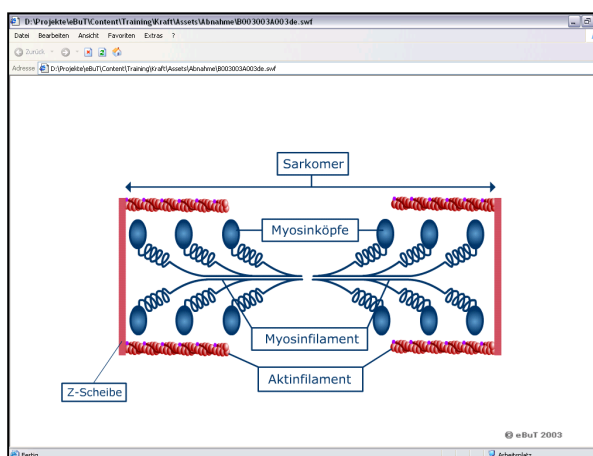 D:\Projekte\eBuT\Content\Training\Kraft\Assets\Abnahme\B003003A003de.swf
Datei Bearbeiten Ansicht Favoriten Extras ?
Zurück
Adresse D:\Projekte\eBuT\Content\Training\Kraft\Assets\Abnahme\B003003A003de.swf
Sarkomer
Myosinköpfe
Myosinfilament
Aktinfilament
Z-Scheibe
© eBuT 2003
Fertig Arbeitsplatz